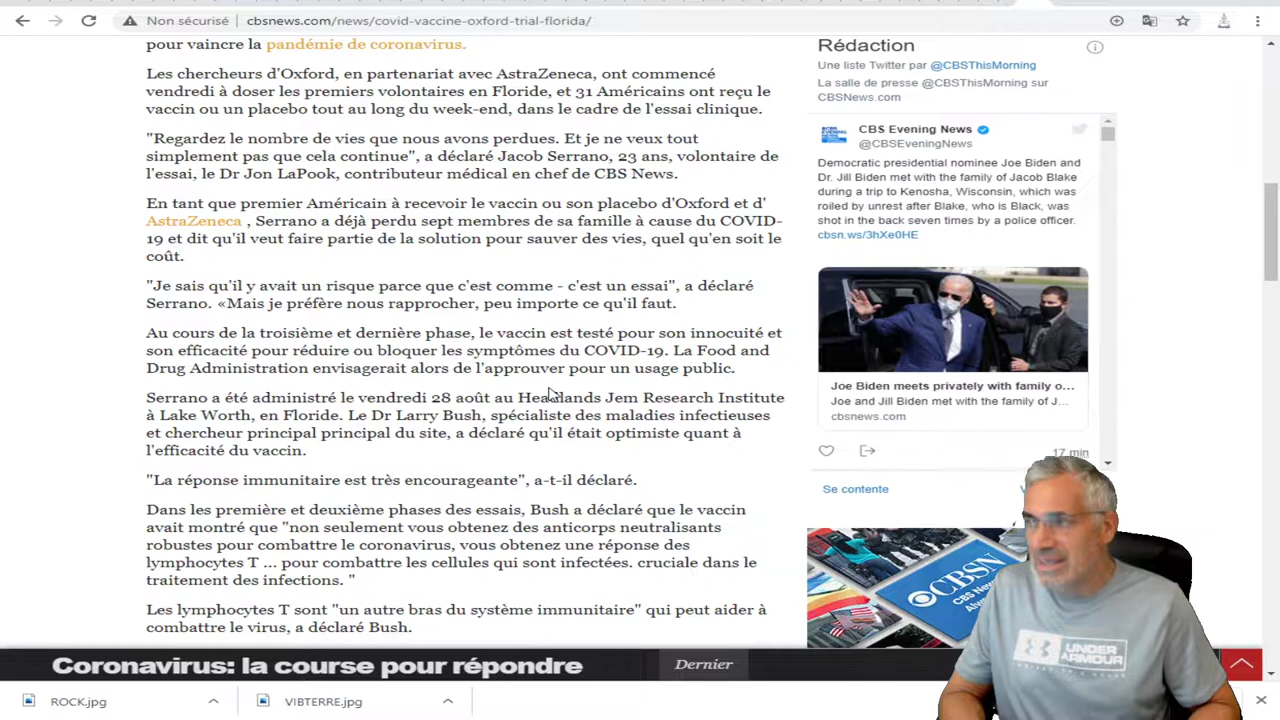 Non sécurisé
cbsnews.com/news/covid-vaccine-oxford-trial-florida/
pour vaincre la pandémie de coronavirus.
Les chercheurs d'Oxford, en partenariat avec AstraZeneca, ont commencé
vendredi à doser les premiers volontaires en Floride, et 31 Américains ont reçu le
vaccin ou un placebo tout au long du week-end, dans le cadre de l'essai clinique.
"Regardez le nombre de vies que nous avons perdues. Et je ne veux tout
simplement pas que cela continue", a déclaré Jacob Serrano, 23 ans, volontaire de
l'essai, le Dr Jon LaPook, contributeur médical en chef de CBS News.
En tant que premier Américain à recevoir le vaccin ou son placebo d'Oxford et d'
AstraZeneca , Serrano a déjà perdu sept membres de sa famille à cause du COVID-
19 et dit qu'il veut faire partie de la solution pour sauver des vies, quel qu'en soit le
coût.
"Je sais qu'il y avait un risque parce que c'est comme - c'est un essai", a déclaré
Serrano. «Mais je préfère nous rapprocher, peu importe ce qu'il faut.
Au cours de la troisième et dernière phase, le vaccin est testé pour son innocuité et
son efficacité pour réduire ou bloquer les symptômes du COVID-19. La Food and
Drug Administration envisagerait alors de l'approuver pour un usage public.
Serrano a été administré le vendredi 28 août au Headlands Jem Research Institute
à Lake Worth, en Floride. Le Dr Larry Bush, spécialiste des maladies infectieuses
et chercheur principal principal du site, a déclaré qu'il était optimiste quant à
l'efficacité du vaccin.
"La réponse immunitaire est très encourageante", a-t-il déclaré.
Dans les première et deuxième phases des essais, Bush a déclaré que le vaccin
avait montré que "non seulement vous obtenez des anticorps neutralisants
robustes pour combattre le coronavirus, vous obtenez une réponse des
lymphocytes T ... pour combattre les cellules qui sont infectées. cruciale dans le
traitement des infections. "
Les lymphocytes T sont "un autre bras du système immunitaire" qui peut aider à
combattre le virus, a déclaré Bush.
Rédaction
Une liste Twitter par @CBSThisMorning
La salle de presse @CBSThisMorning sur
CBSNews.com
CBS Evening News
@CBSEveningNews
Democratic presidential nominee Joe Biden and
Dr. Jill Biden met with the family of Jacob Blake
during a trip to Kenosha, Wisconsin, which was
roiled by unrest after Blake, who is Black, was
shot in the back seven times by a police officer.
cbsn.ws/3hXe0HE
Joe Biden meets privately with family o...
Joe and Jill Biden met with the family of J...
cbsnews.com
17 min
Se contente
CBSN
CBS
UNDER ARMOUR
Coronavirus: la course pour répondre
Dernier
ROCK.jpg
VIBTERRE.jpg